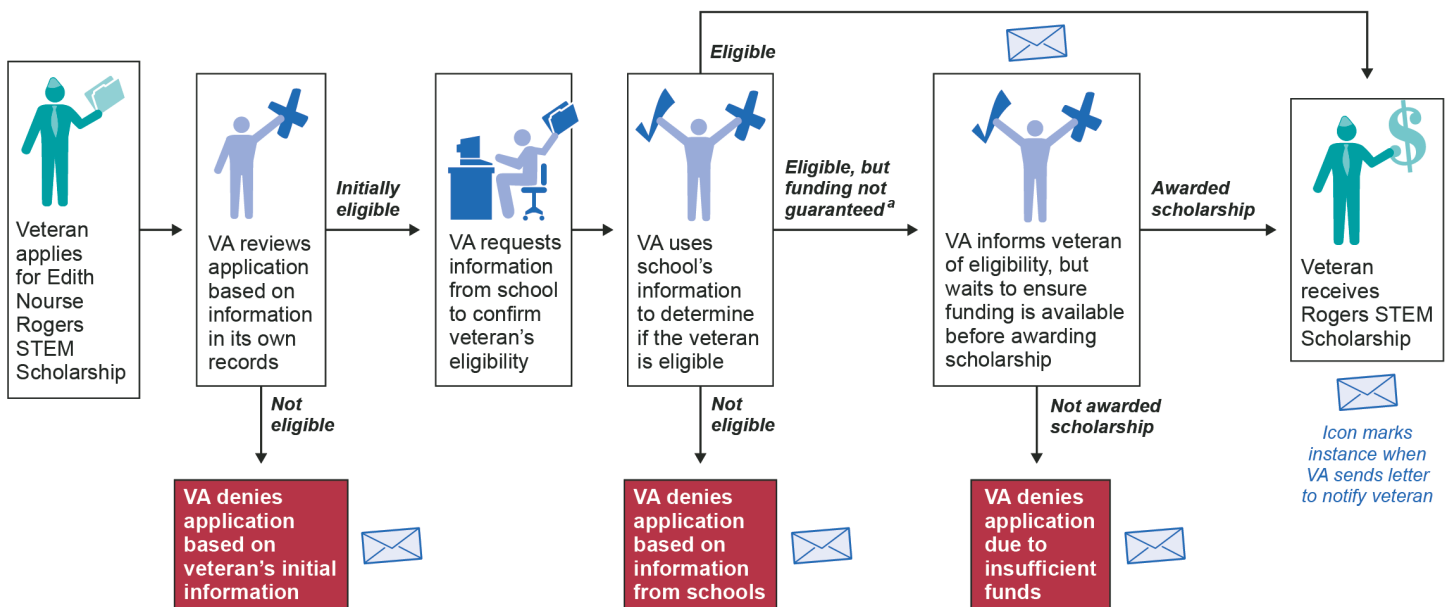 Veteran
applies
for Edith
Nourse
Rogers
STEM
Scholarship
VA reviews
application
based on
information
in its own
records
Initially
eligible
Not
eligible
VA denies
application
based on
veteran’s initial
information
VA requests
information
from school
to confirm
veteran’s
eligibility
VA uses
school’s
information
to determine
if the veteran
is eligible
Eligible
Eligible, but
funding not
guaranteed a
Not
eligible
VA denies
application
based on
information
from schools
VA informs veteran
of eligibility, but
waits to ensure
funding is available
before awarding
scholarship
Awarded
scholarship
Not awarded
scholarship
VA denies
application
due to
insufficient
funds
$
Veteran
receives
Rogers STEM
Scholarship
Icon marks
instance when
VA sends letter
to notify veteran